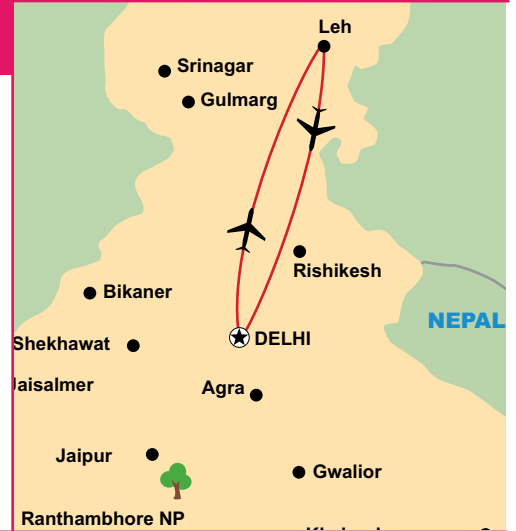 Leh
Srinagar
Gulmarg
Rishikesh
Bikaner
NEPAL
DELHI
Shekhawat
Jaisalmer
Agra
Jaipur
Gwalior
Ranthambhore NP